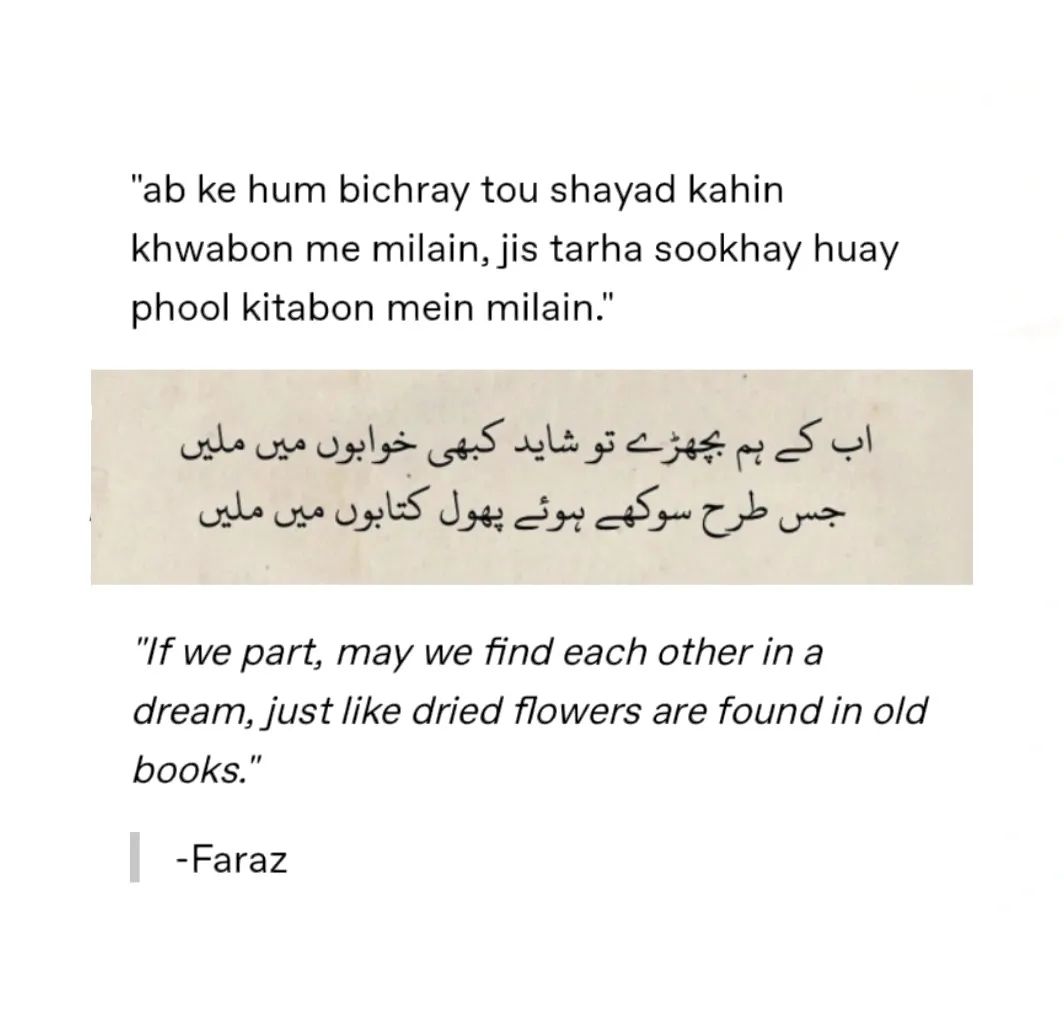 "ab ke hum bichray tou shayad kahin
khwabon me milain, jis tarha sookhay huay
phool kitabon mein milain."
اب کے ہم بچھڑے تو شاید کبھی خوابوں میں ملیں
جس طرح سوکھے ہوئے پھول کتابوں میں ملیں
"If we part, may we find each other in a
dream, just like dried flowers are found in old
books."
-Faraz